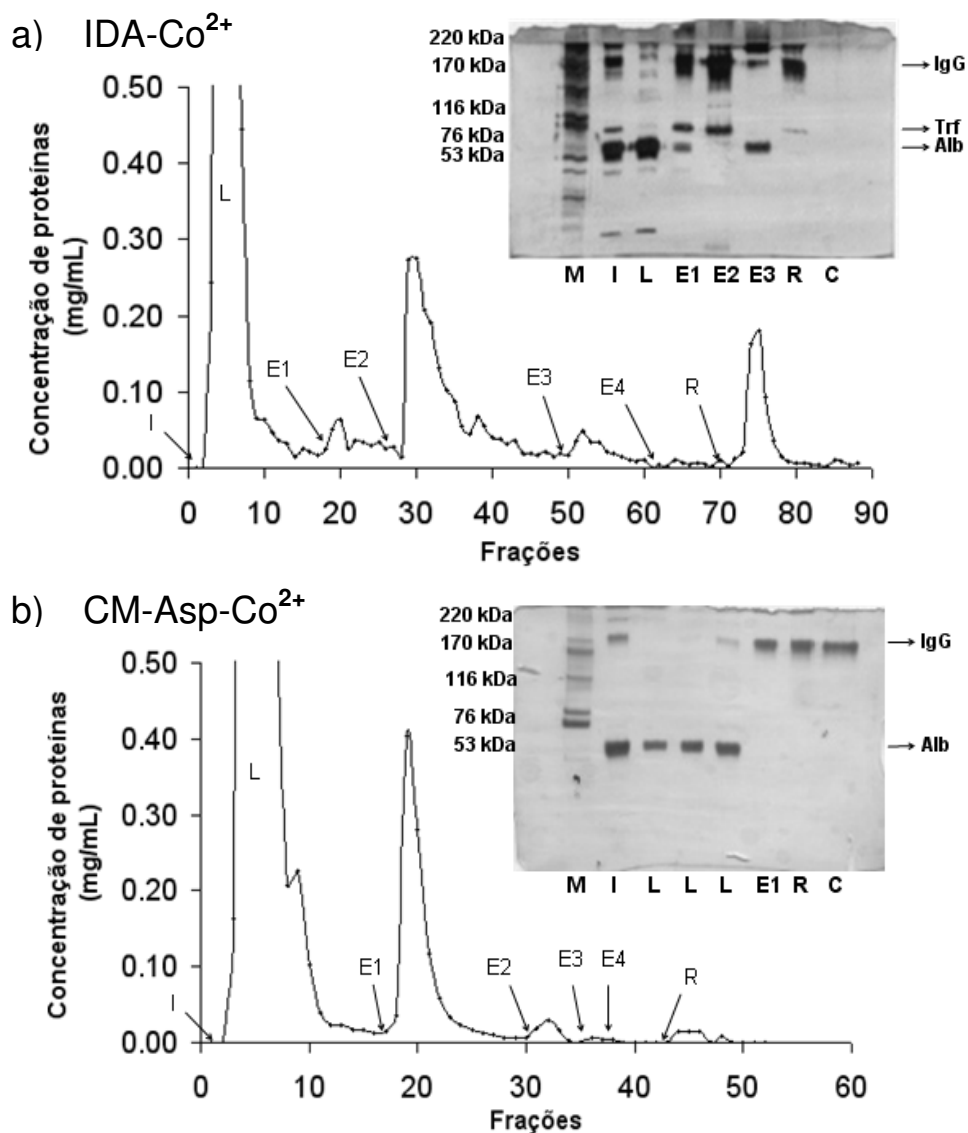 a) IDA-Co2+
220 kDa
170 kDa
116 kDa
76 kDa
53 kDa
IgG
Trf
Alb
M I L E1 E2 E3 R C
Concentração de proteínas
(mg/mL)
0.50
0.40
0.30
0.20
0.10
0.00
I
L
E1
E2
E3
E4
R
0 10 20 30 40 50 60 70 80 90
Frações
b) CM-Asp-Co2+
220 kDa
170 kDa
116 kDa
76 kDa
53 kDa
IgG
Alb
M I L L L E1 R C
Concentração de proteínas
(mg/mL)
0.50
0.40
0.30
0.20
0.10
0.00
I
L
E1
E2
E3
E4
R
0 10 20 30 40 50 60
Frações